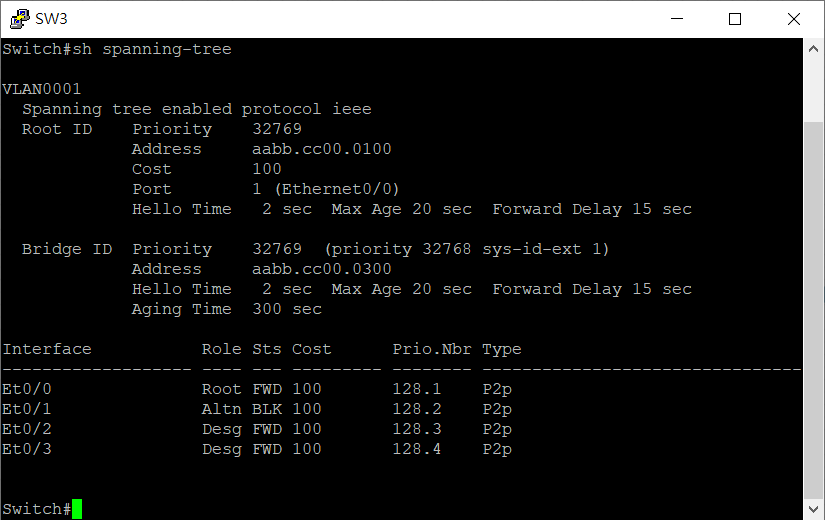 SW3
Switch#sh spanning-tree
VLAN0001
  Spanning tree enabled protocol ieee
  Root ID    Priority    32769
             Address     aabb.cc00.0100
             Cost        100
             Port        1 (Ethernet0/0)
             Hello Time   2 sec  Max Age 20 sec  Forward Delay 15 sec
  Bridge ID  Priority    32769  (priority 32768 sys-id-ext 1)
             Address     aabb.cc00.0300
             Hello Time   2 sec  Max Age 20 sec  Forward Delay 15 sec
             Aging Time  300 sec
Interface           Role Sts Cost      Prio.Nbr Type
------------------- ---- --- --------- -------- --------------------------------
Et0/0               Root FWD 100       128.1    P2p
Et0/1               Altn BLK 100       128.2    P2p
Et0/2               Desg FWD 100       128.3    P2p
Et0/3               Desg FWD 100       128.4    P2p
Switch#